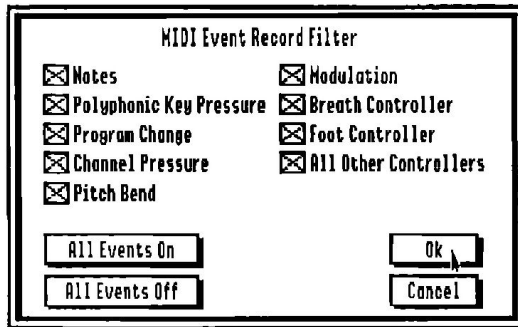 MIDI Event Record Filter
Notes
Polyphonic Key Pressure
Program Change
Channel Pressure
Pitch Bend
Modulation
Breath Controller
Foot Controller
All Other Controllers
All Events On
All Events Off
Ok
Cancel